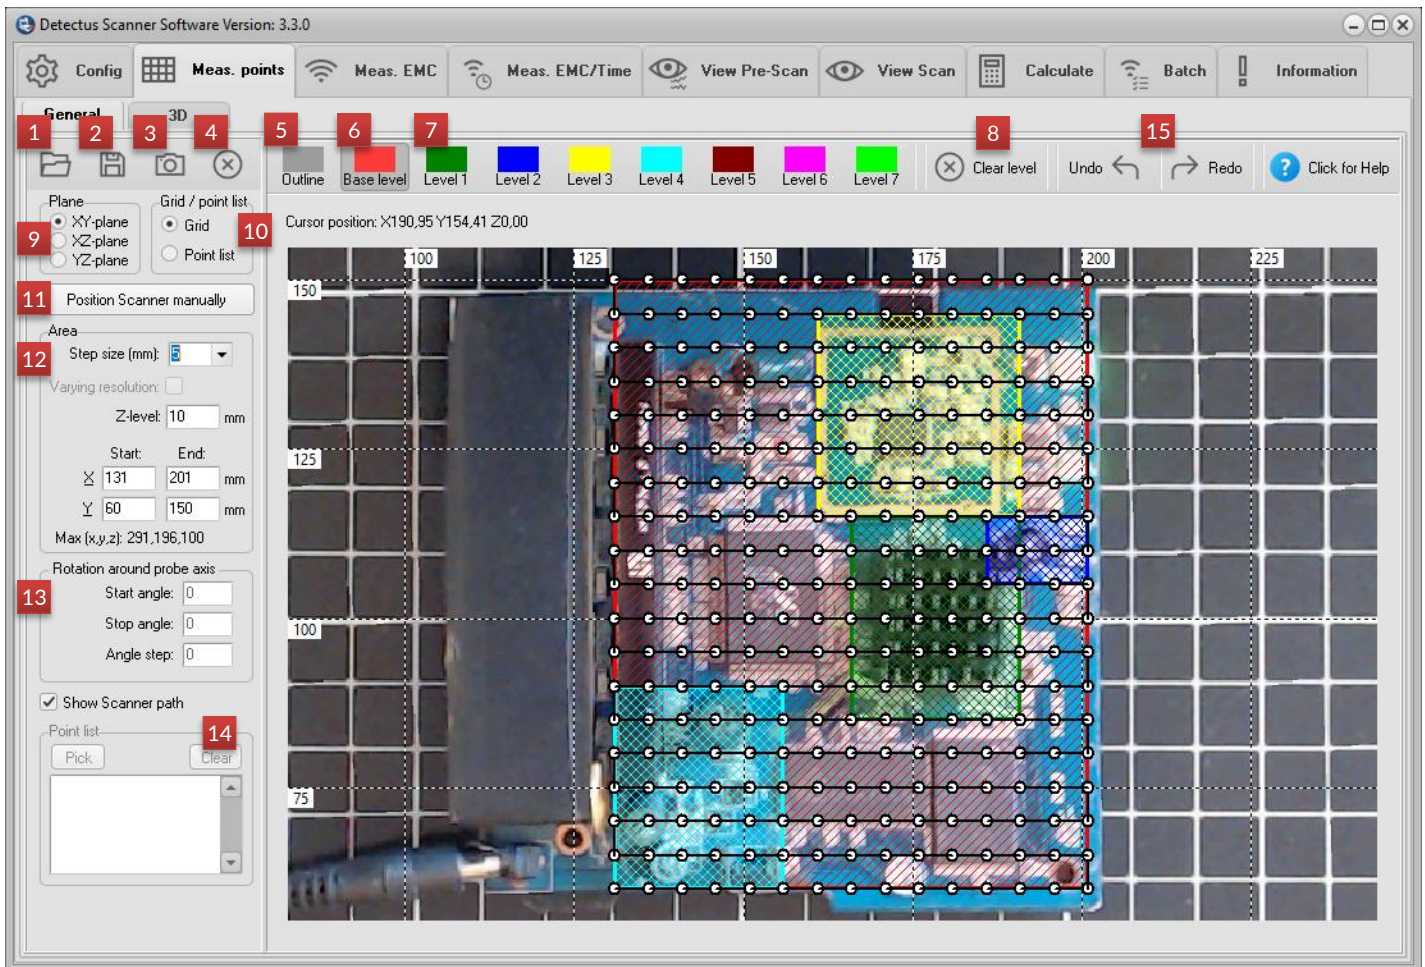 Detectus Scanner Software Version: 3.3.0
Config
Meas. points
Meas. EMC
Meas. EMC/Time
View Pre-Scan
View Scan
Calculate
Batch
Information
General
3D
1
2
3
4
5
6
7
8
15
Outline
Base level
Level 1
Level 2
Level 3
Level 4
Level 5
Level 6
Level 7
Clear level
Undo
Redo
? Click for Help
Plane
XY-plane
XZ-plane
YZ-plane
9
Grid / point list
Grid
Point list
10
Cursor position: X190,95 Y154,41 Z0,00
11
Position Scanner manually
Area
12
Step size (mm): 5
Varying resolution:
Z-level: 10 mm
Start: End:
X 131 201 mm
Y 60 150 mm
Max (x,y,z): 291,196,100
Rotation around probe axis
13
Start angle: 0
Stop angle: 0
Angle step: 0
Show Scanner path
Point list
14
Pick
Clear
100
125
150
175
200
225
150
125
100
75